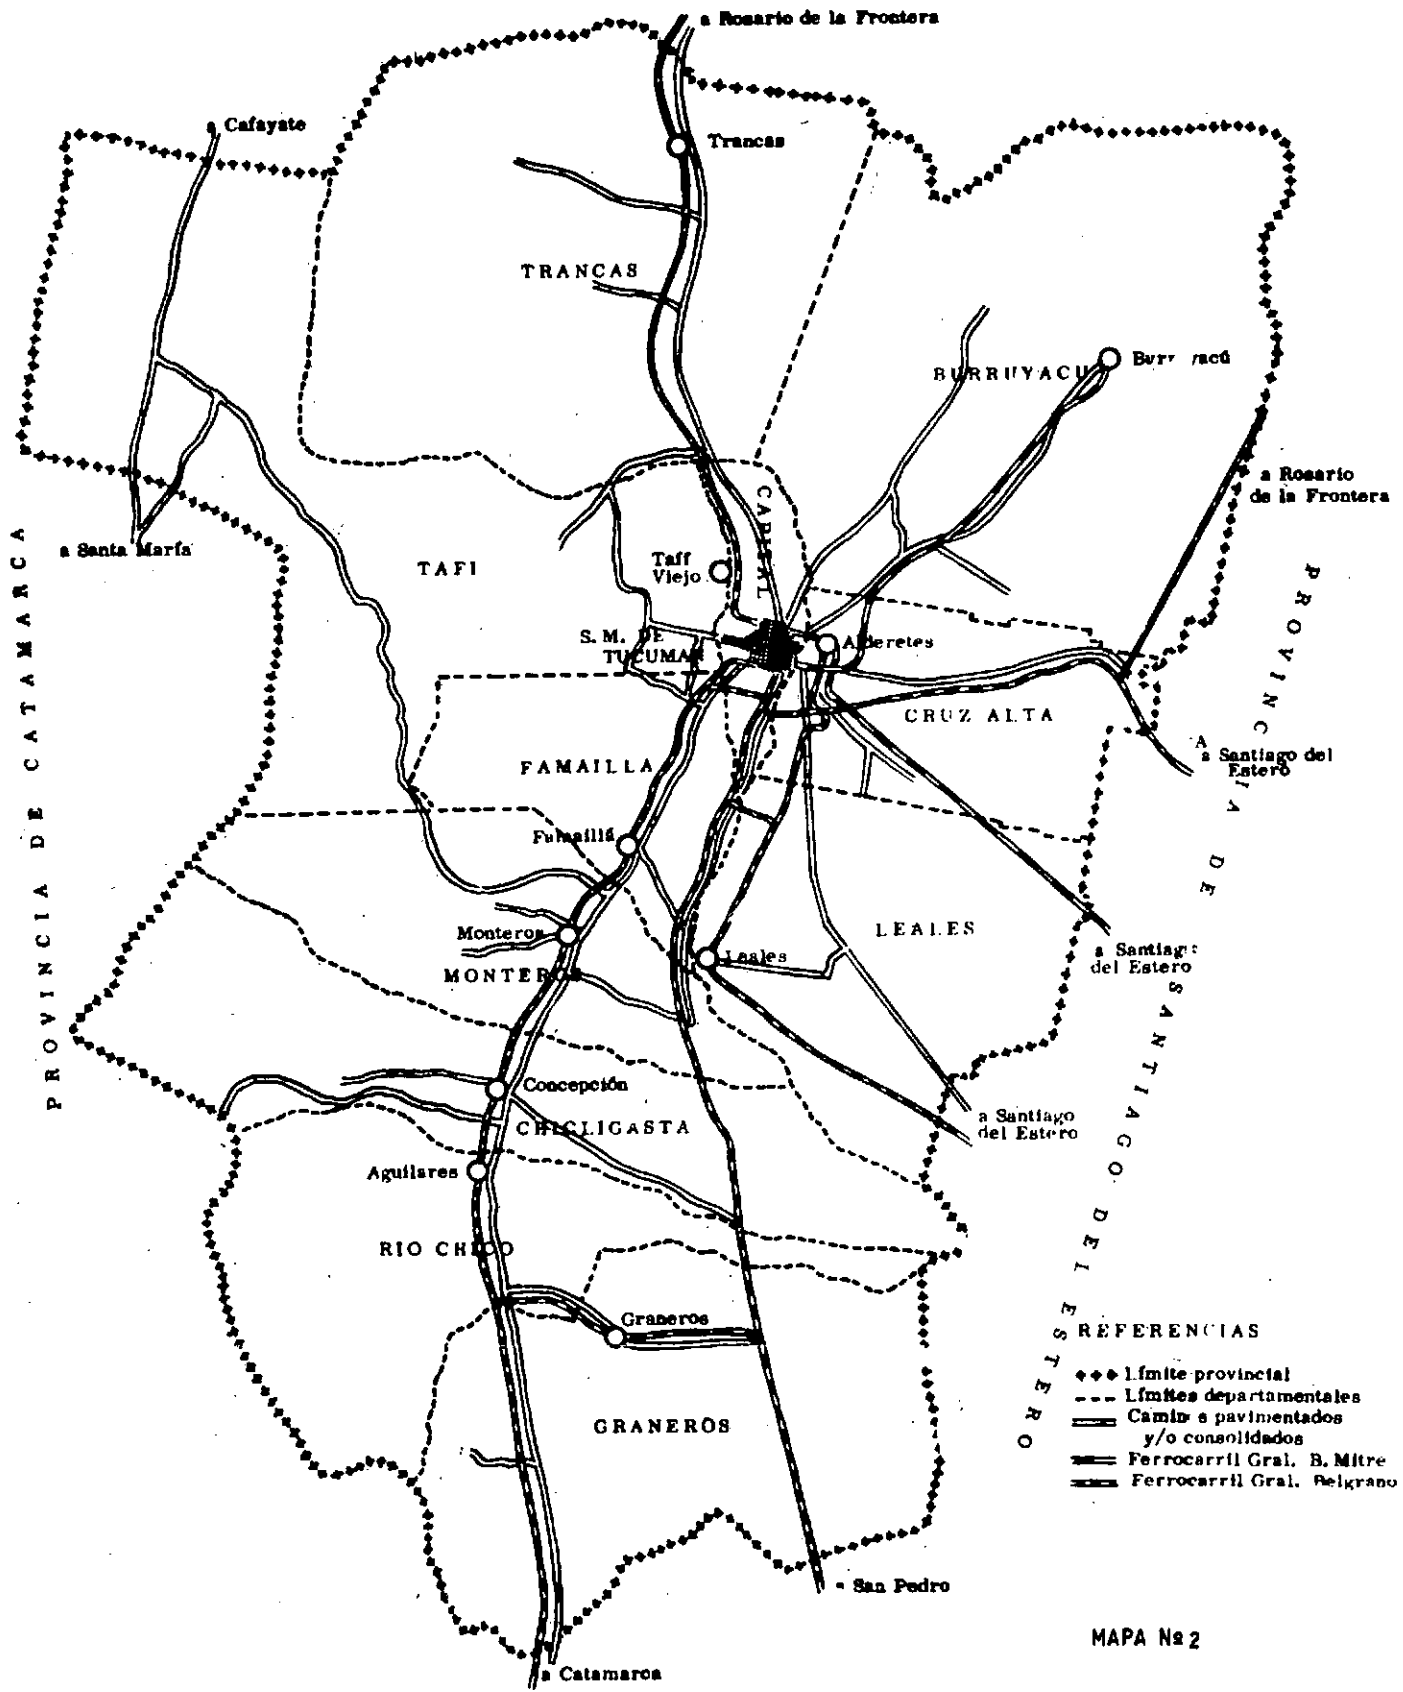 a Rosario de la Frontera
a Cafayate
Trancas
TRANCAS
BURRUYACU
a Rosario
de la Frontera
CAPITAL
a Santa María
TAFI
Taff
Viejo
S. M. DE
TUCUMAN
Alderetes
CRUZ ALTA
A
a Santiago del
Estero
FAMAILLA
Famaillá
Monteros
MONTEROS
Leales
LEALES
a Santiago
del Estero
Concepción
CHICLIGASTA
a Santiago
del Estero
Aguilares
RIO CHICO
Graneros
GRANEROS
PROVINCIA DE CATAMARCA
PROVINCIA DE SANTIAGO DEL ESTERO
REFERENCIAS
Límite provincial
Límites departamentales
pavimentados
y/o consolidados
Ferrocarril Gral. B. Mitre
Ferrocarril Gral. Belgrano
San Pedro
a Catamarca
MAPA Nº 2